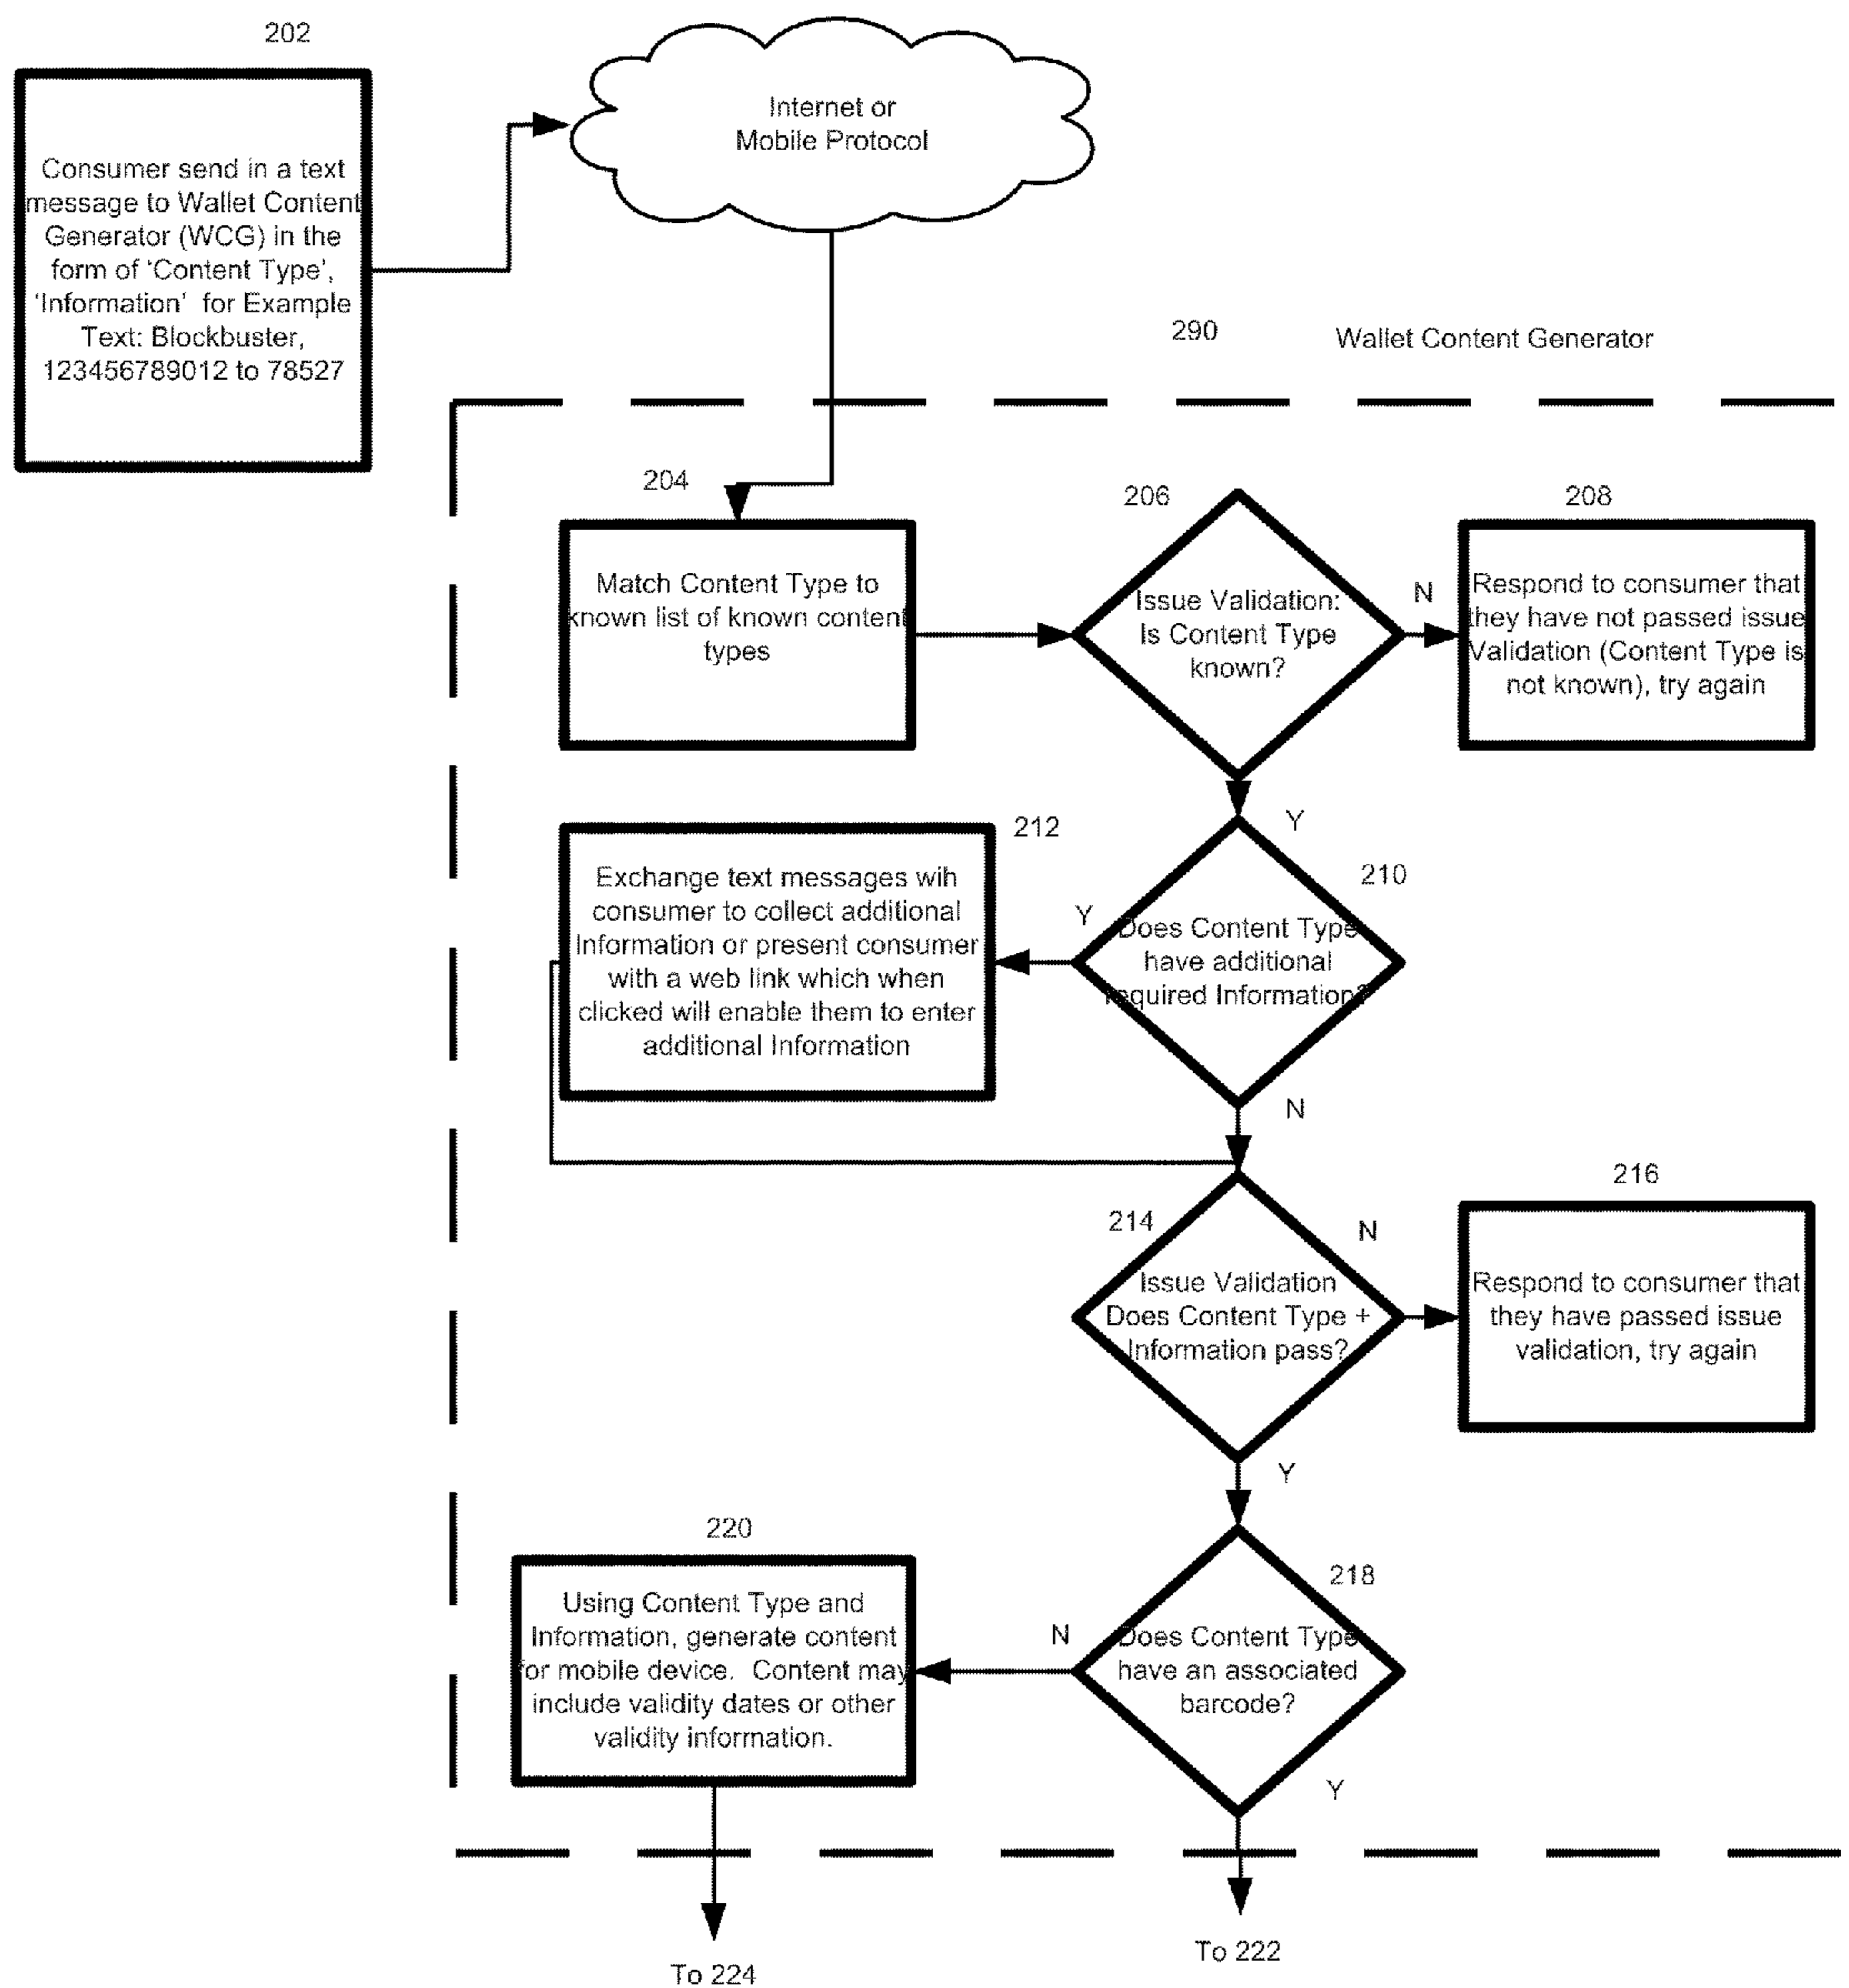 202
Consumer send in a text
message to Wallet Content
Generator (WCG) in the
form of ‘Content Type’,
‘Information’ for Example
Text: Blockbuster,
123456789012 to 78527
Internet or
Mobile Protocol
290
Wallet Content Generator
204
Match Content Type to
known list of known content
types
206
Issue Validation:
Is Content Type
known?
N
208
Respond to consumer that
they have not passed issue
Validation (Content Type is
not known), try again
Y
212
Exchange text messages wih
consumer to collect additional
Information or present consumer
with a web link which when
clicked will enable them to enter
additional Information
Y
210
Does Content Type
have additional
required Information?
N
214
Issue Validation
Does Content Type +
Information pass?
N
216
Respond to consumer that
they have passed issue
validation, try again
Y
220
Using Content Type and
Information, generate content
for mobile device. Content may
include validity dates or other
validity information.
N
218
Does Content Type
have an associated
barcode?
Y
To 224
To 222